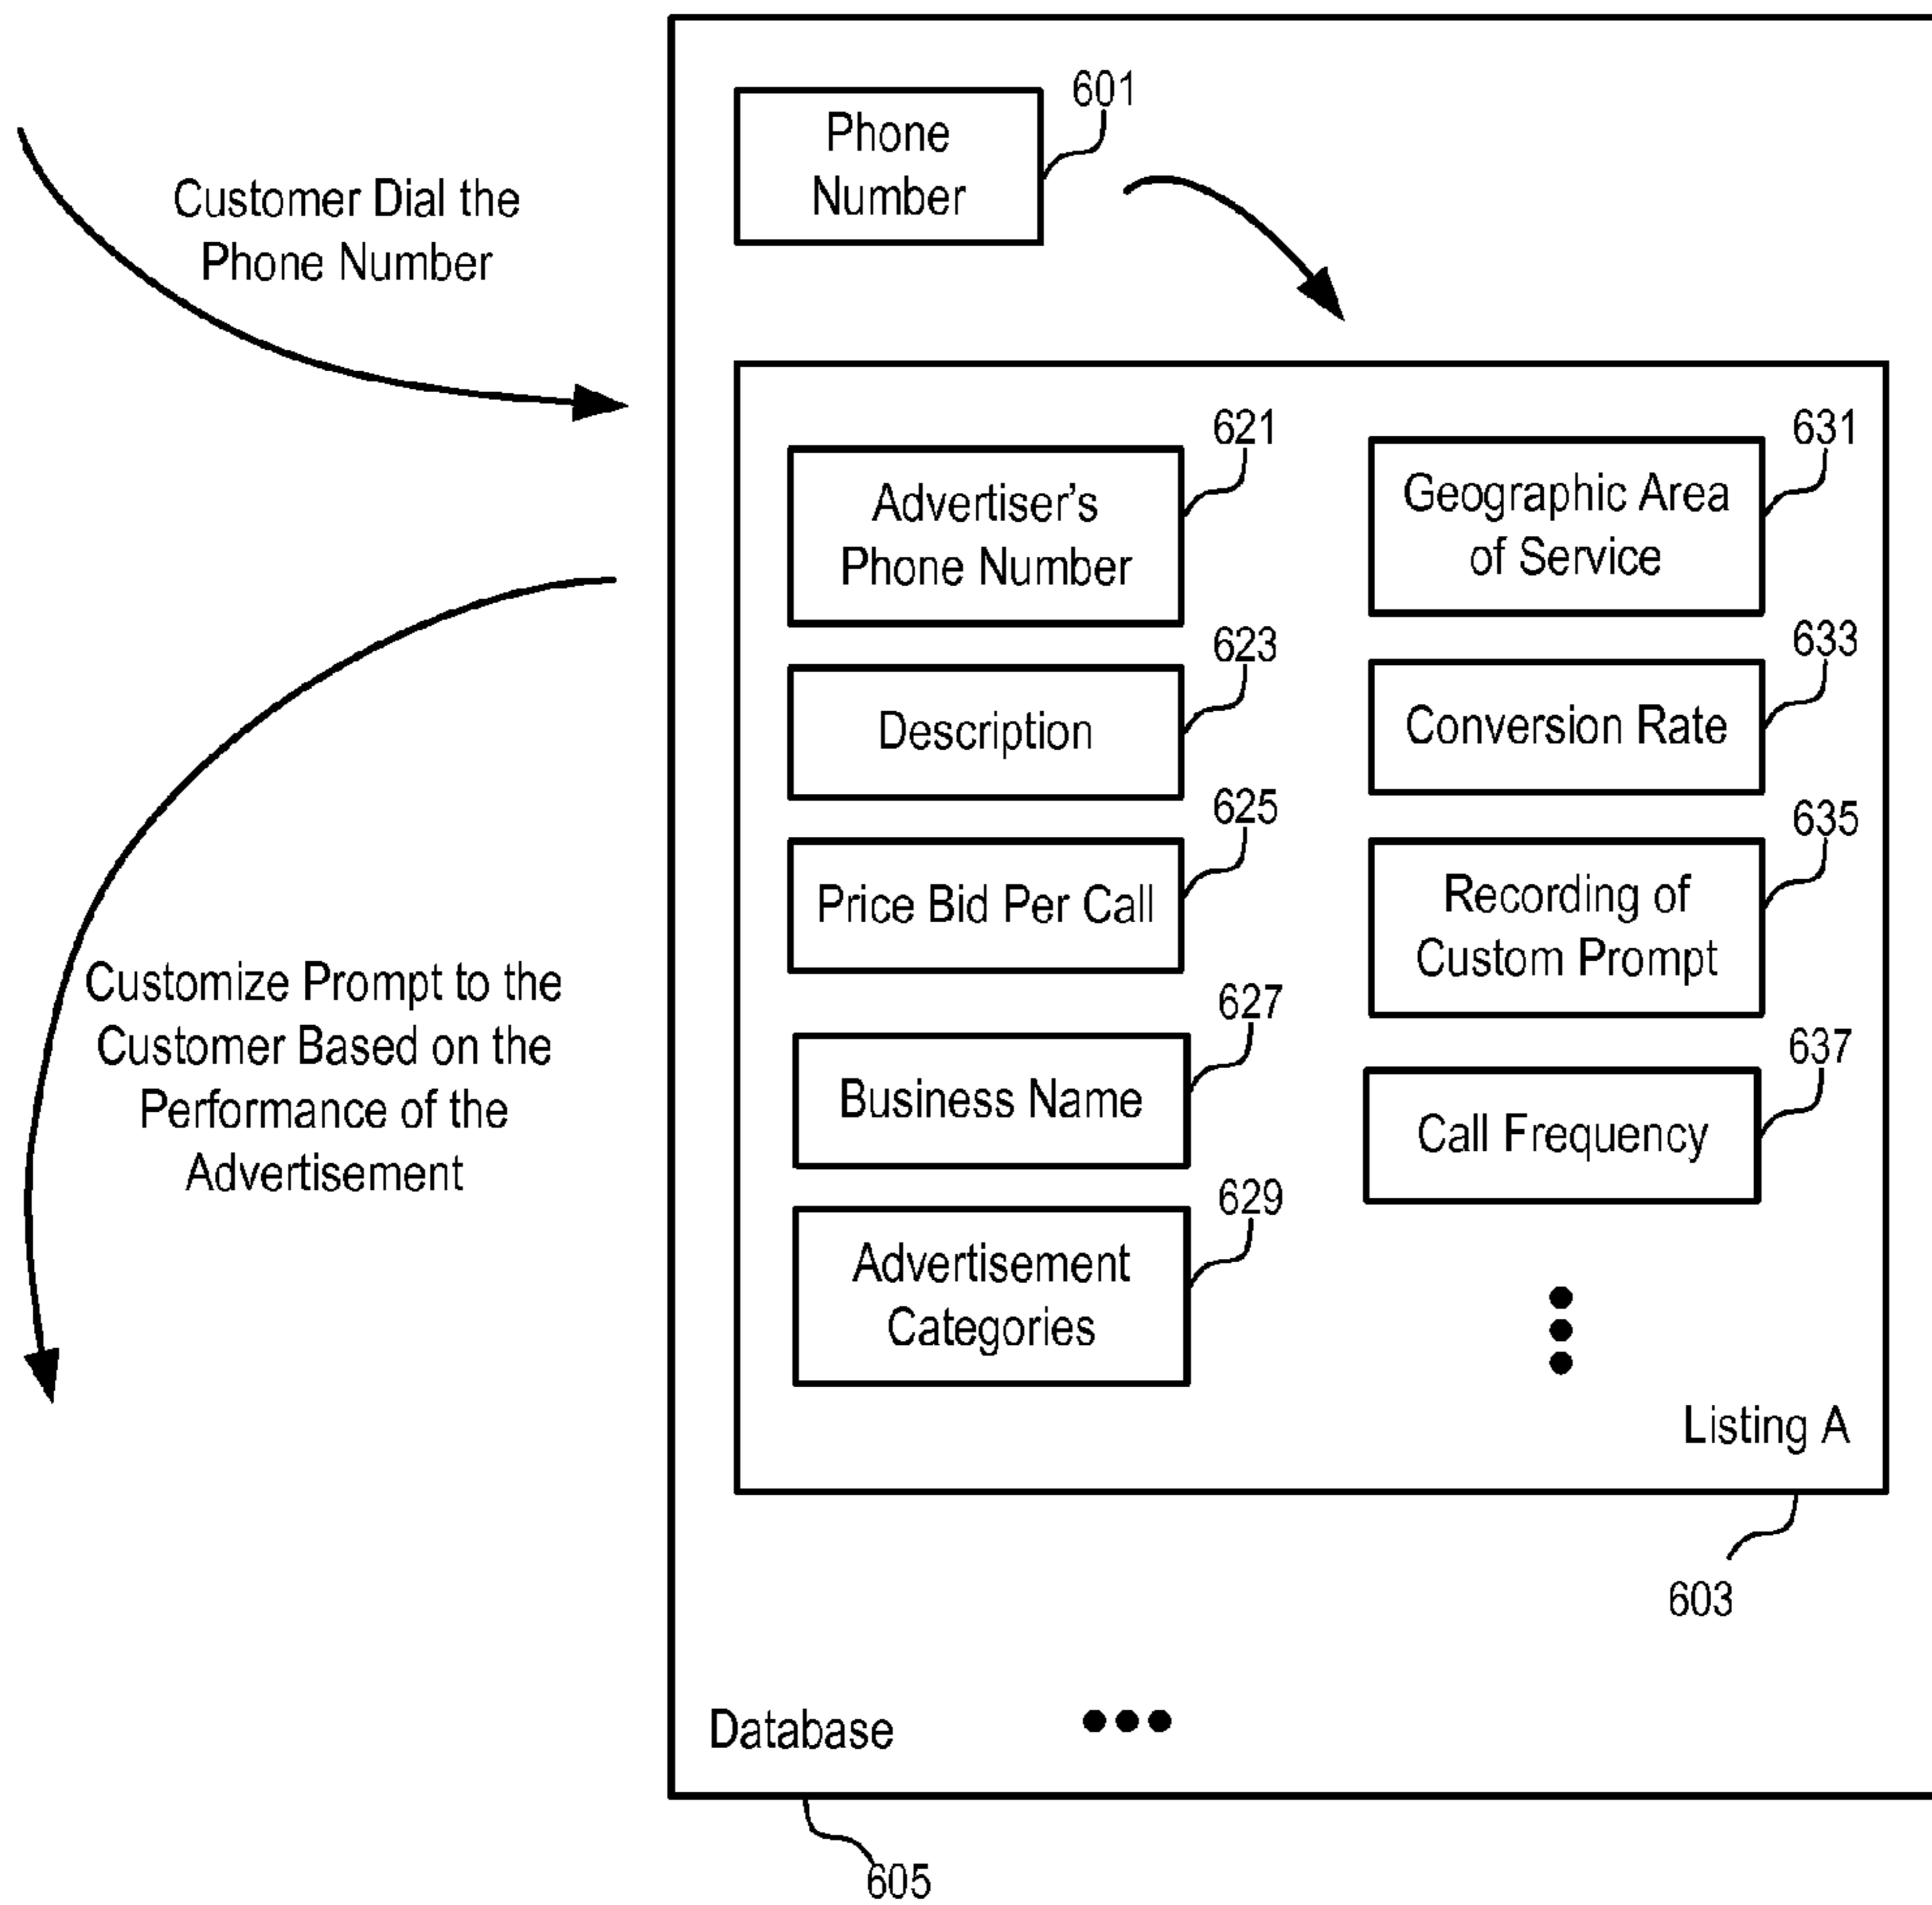 601
Phone
Number
Customer Dial the
Phone Number
621
Advertiser's
Phone Number
623
Description
625
Price Bid Per Call
627
Business Name
629
Advertisement
Categories
631
Geographic Area
of Service
633
Conversion Rate
635
Recording of
Custom Prompt
637
Call Frequency
Listing A
603
Customize Prompt to the
Customer Based on the
Performance of the
Advertisement
Database
605